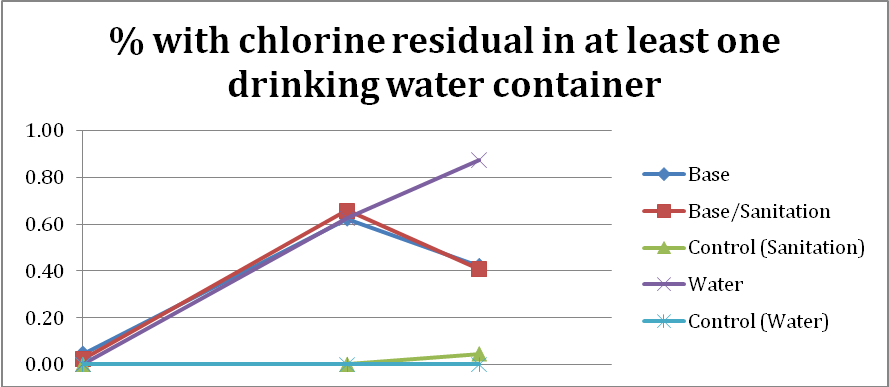 % with chlorine residual in at least one
drinking water container
1.00
0.80
0.60
0.40
0.20
0.00
Base
Base/Sanitation
Control (Sanitation)
Water
Control (Water)